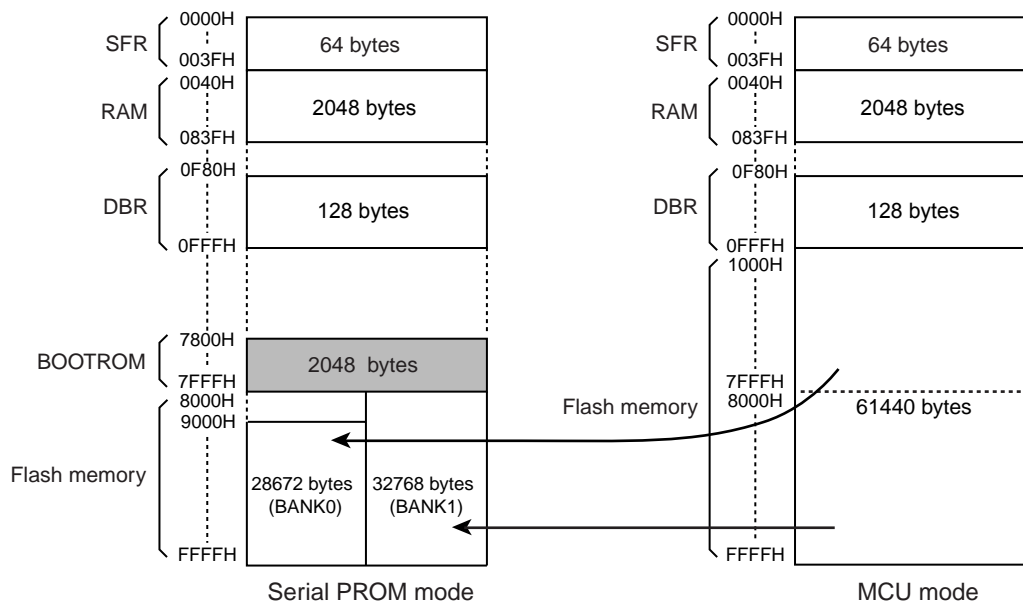 SFR
0000H
003FH
64 bytes
RAM
0040H
083FH
2048 bytes
DBR
0F80H
0FFFH
128 bytes
BOOTROM
7800H
7FFFH
2048 bytes
Flash memory
8000H
9000H
FFFFH
28672 bytes
(BANK0)
32768 bytes
(BANK1)
Serial PROM mode
SFR
0000H
003FH
64 bytes
RAM
0040H
083FH
2048 bytes
DBR
0F80H
0FFFH
128 bytes
Flash memory
1000H
7FFFH
8000H
FFFFH
61440 bytes
MCU mode